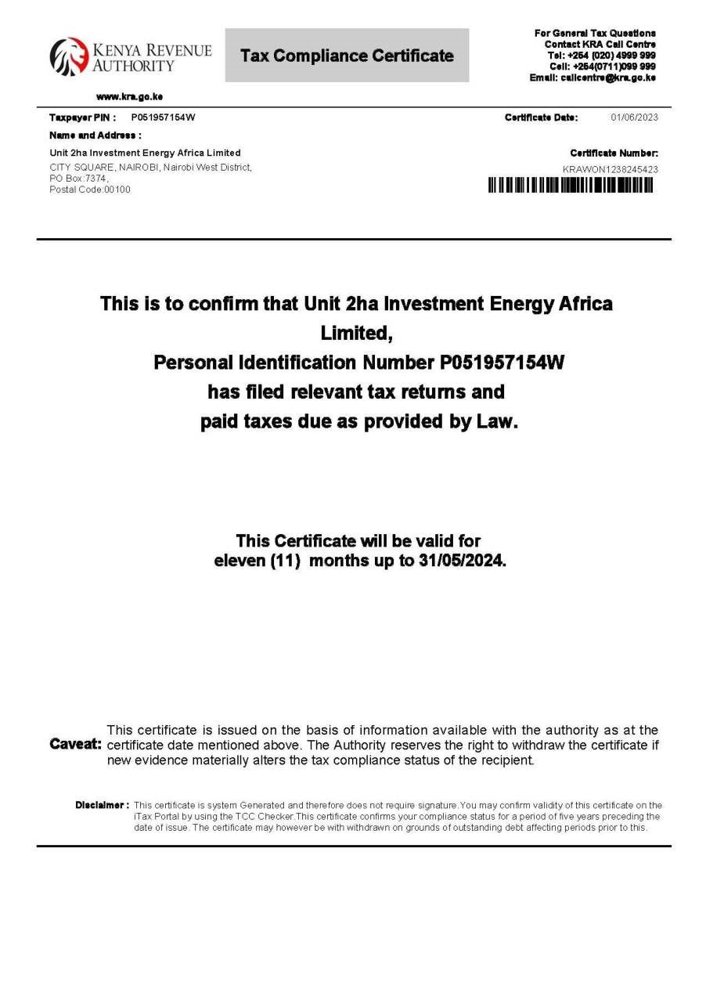 KENYA REVENUE
AUTHORITY
www.kra.go.ke
Tax Compliance Certificate
For General Tax Questions
Contact KRA Call Centre
Tel: +254 (020) 4999 999
Cell: +254(0711)099 999
Email: callcentre@kra.go.ke
Taxpayer PIN : P051957154W
Certificate Date: 01/06/2023
Name and Address :
Unit 2ha Investment Energy Africa Limited
CITY SQUARE, NAIROBI, Nairobi West District,
PO Box:7374,
Postal Code:00100
Certificate Number:
KRAWON1238245423
This is to confirm that Unit 2ha Investment Energy Africa
Limited,
Personal Identification Number P051957154W
has filed relevant tax returns and
paid taxes due as provided by Law.
This Certificate will be valid for
eleven (11) months up to 31/05/2024.
Caveat:
This certificate is issued on the basis of information available with the authority as at the
certificate date mentioned above. The Authority reserves the right to withdraw the certificate if
new evidence materially alters the tax compliance status of the recipient.
Disclaimer : This certificate is system Generated and therefore does not require signature.You may confirm validity of this certificate on the
iTax Portal by using the TCC Checker.This certificate confirms your compliance status for a period of five years preceding the
date of issue. The certificate may however be with withdrawn on grounds of outstanding debt affecting periods prior to this.